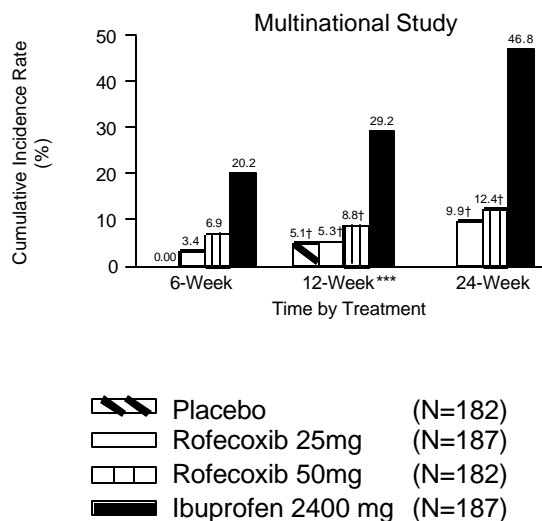 Multinational Study
Cumulative Incidence Rate
(%)
50
40
30
20
10
0
0.00
3.4
6.9
20.2
5.1†
5.3†
8.8†
29.2
9.9†
12.4†
46.8
6-Week
12-Week***
24-Week
Time by Treatment
Placebo (N=182)
Rofecoxib 25mg (N=187)
Rofecoxib 50mg (N=182)
Ibuprofen 2400 mg (N=187)